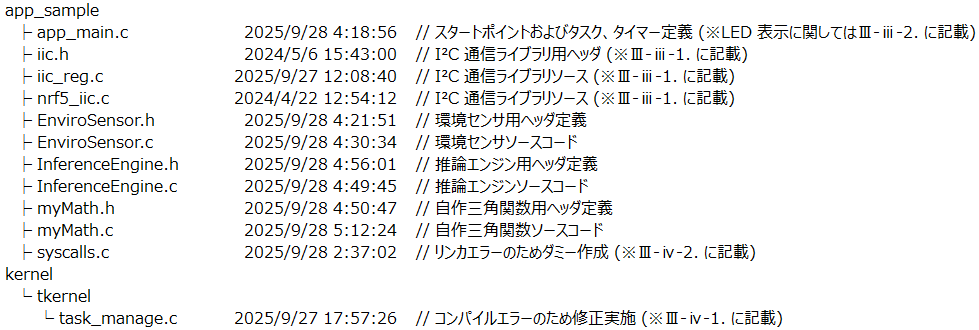 app_sample
├ app_main.c 2025/9/28 4:18:56 // スタートポイントおよびタスク、タイマー定義 (※LED 表示に関してはⅢ-ⅲ-2. に記載)
├ iic.h 2024/5/6 15:43:00 // I²C 通信ライブラリ用ヘッダ (※Ⅲ-ⅲ-1. に記載)
├ iic_reg.c 2025/9/27 12:08:40 // I²C 通信ライブラリソース (※Ⅲ-ⅲ-1. に記載)
├ nrf5_iic.c 2024/4/22 12:54:12 // I²C 通信ライブラリソース (※Ⅲ-ⅲ-1. に記載)
├ EnviroSensor.h 2025/9/28 4:21:51 // 環境センサ用ヘッダ定義
├ EnviroSensor.c 2025/9/28 4:30:34 // 環境センサソースコード
├ InferenceEngine.h 2025/9/28 4:56:01 // 推論エンジン用ヘッダ定義
├ InferenceEngine.c 2025/9/28 4:49:45 // 推論エンジンソースコード
├ myMath.h 2025/9/28 4:50:47 // 自作三角関数用ヘッダ定義
├ myMath.c 2025/9/28 5:12:24 // 自作三角関数ソースコード
├ syscalls.c 2025/9/28 2:37:02 // リンカエラーのためダミー作成 (※Ⅲ-ⅳ-2. に記載)
kernel
└ tkernel
└ task_manage.c 2025/9/27 17:57:26 // コンパイルエラーのため修正実施 (※Ⅲ-ⅳ-1. に記載)